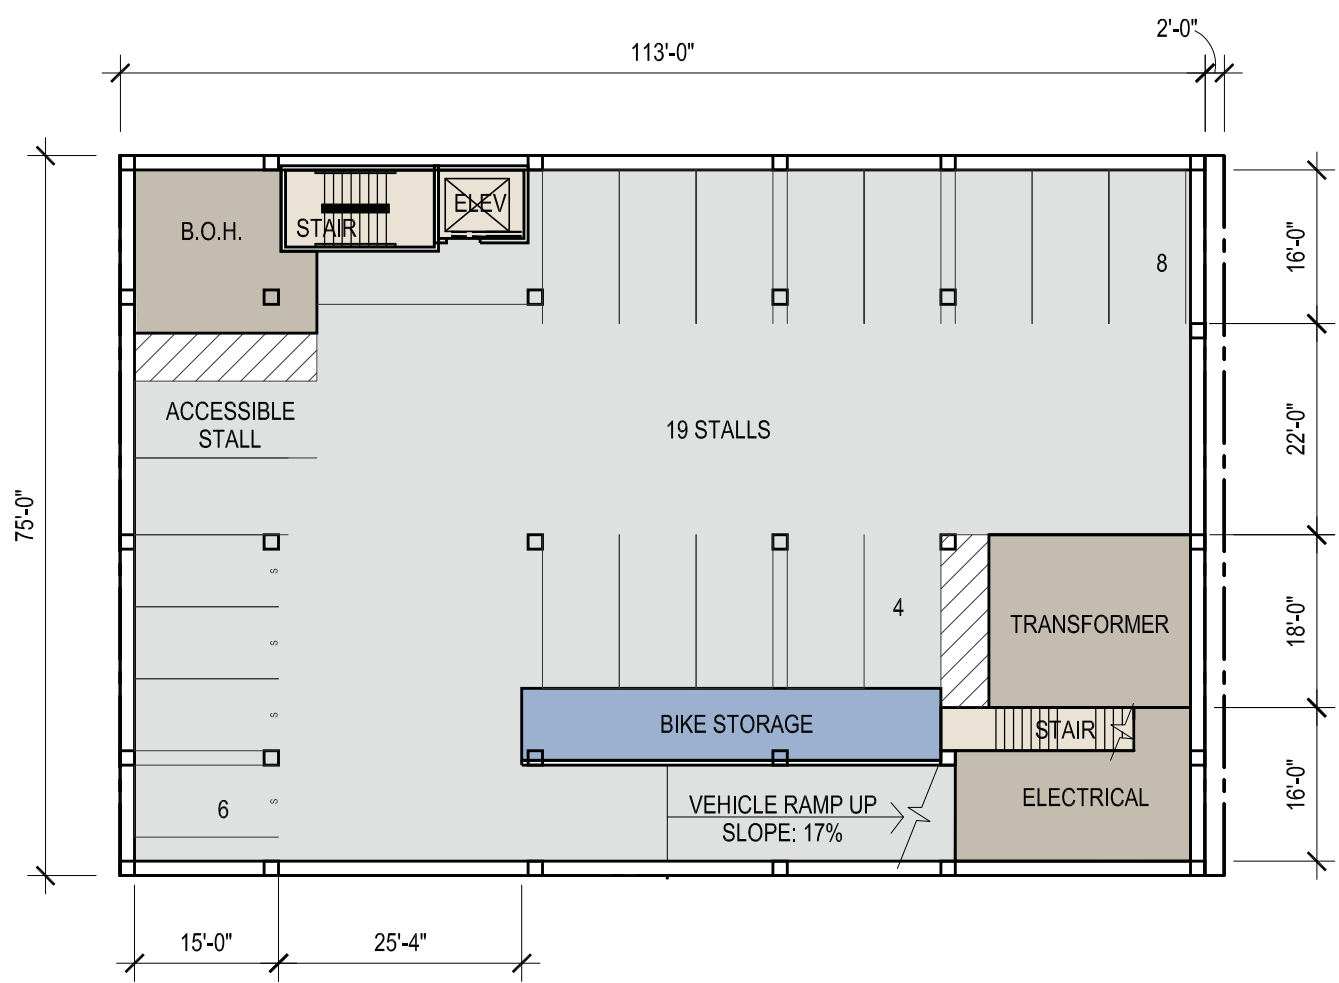 2'-0"
113'-0"
ELEV
B.O.H.
STAIR
16'-0"
8
ACCESSIBLE
STALL
19 STALLS
22'-0"
75'-0"
S
4
18'-0"
TRANSFORMER
S
S
BIKE STORAGE
STAIR
S
6
VEHICLE RAMP UP
SLOPE: 17%
ELECTRICAL
16'-0"
15'-0"
25'-4"